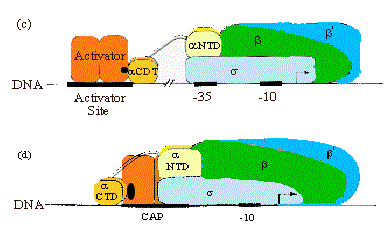 (c)
Activator
αCDT
αNTD
β
β'
σ
DNA
Activator
Site
-35
-10
(d)
α
CTD
α
NTD
β
β'
σ
DNA
CAP
-10